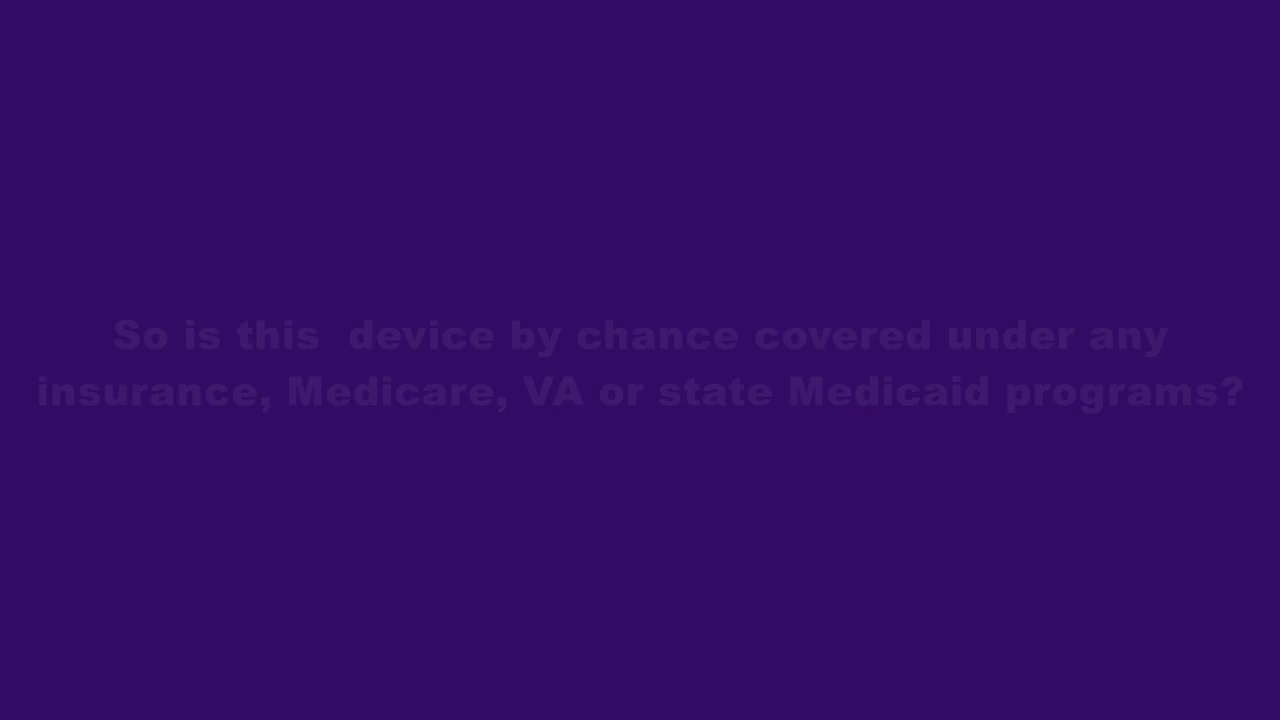 So is this  device by chance covered under any
insurance, Medicare, VA or state Medicaid programs?